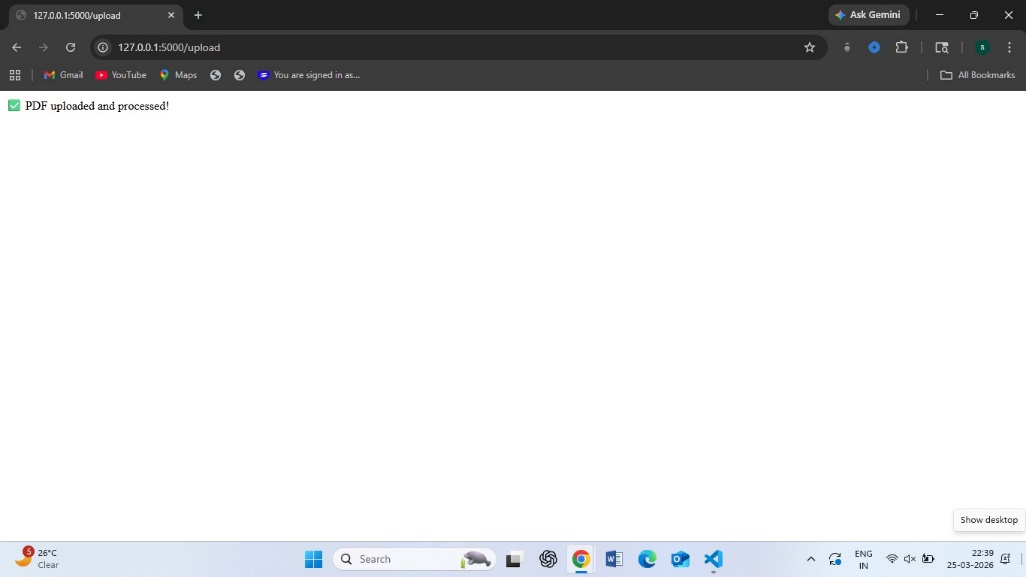 127.0.0.1:5000/upload
Ask Gemini
127.0.0.1:5000/upload
S
Gmail
YouTube
Maps
You are signed in as...
All Bookmarks
✅ PDF uploaded and processed!
Show desktop
5
26°C
Clear
Search
ENG
IN
22:39
25-03-2026